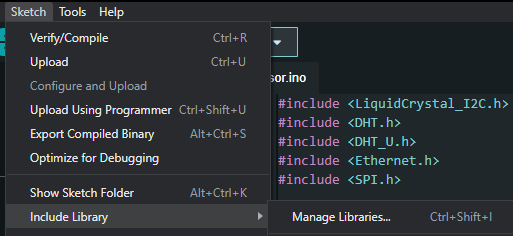 Sketch Tools Help
Verify/Compile Ctrl+R
Upload Ctrl+U
Configure and Upload
Upload Using Programmer Ctrl+Shift+U
Export Compiled Binary Alt+Ctrl+S
Optimize for Debugging
Show Sketch Folder Alt+Ctrl+K
Include Library
sor.ino
#include <LiquidCrystal_I2C.h>
#include <DHT.h>
#include <DHT_U.h>
#include <Ethernet.h>
#include <SPI.h>
Manage Libraries... Ctrl+Shift+I